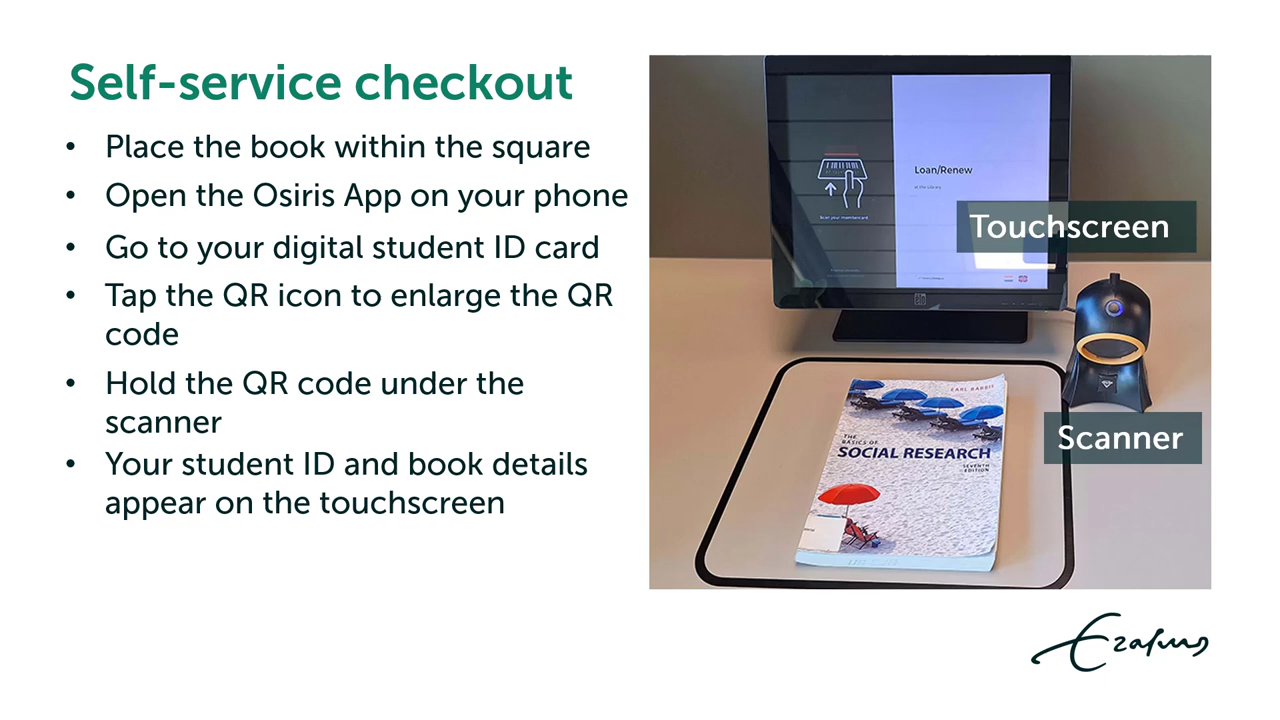 Self-service checkout
• Place the book within the square
• Open the Osiris App on your phone
• Go to your digital student ID card
• Tap the QR icon to enlarge the QR
code
• Hold the QR code under the
scanner
• Your student ID and book details
appear on the touchscreen
Loan/Renew
at the Library
Scan your membercard
Touchscreen
Scanner
EARL BABBIE
THE
BASICS OF
SOCIAL RESEARCH
SEVENTH
EDITION
Erasmus